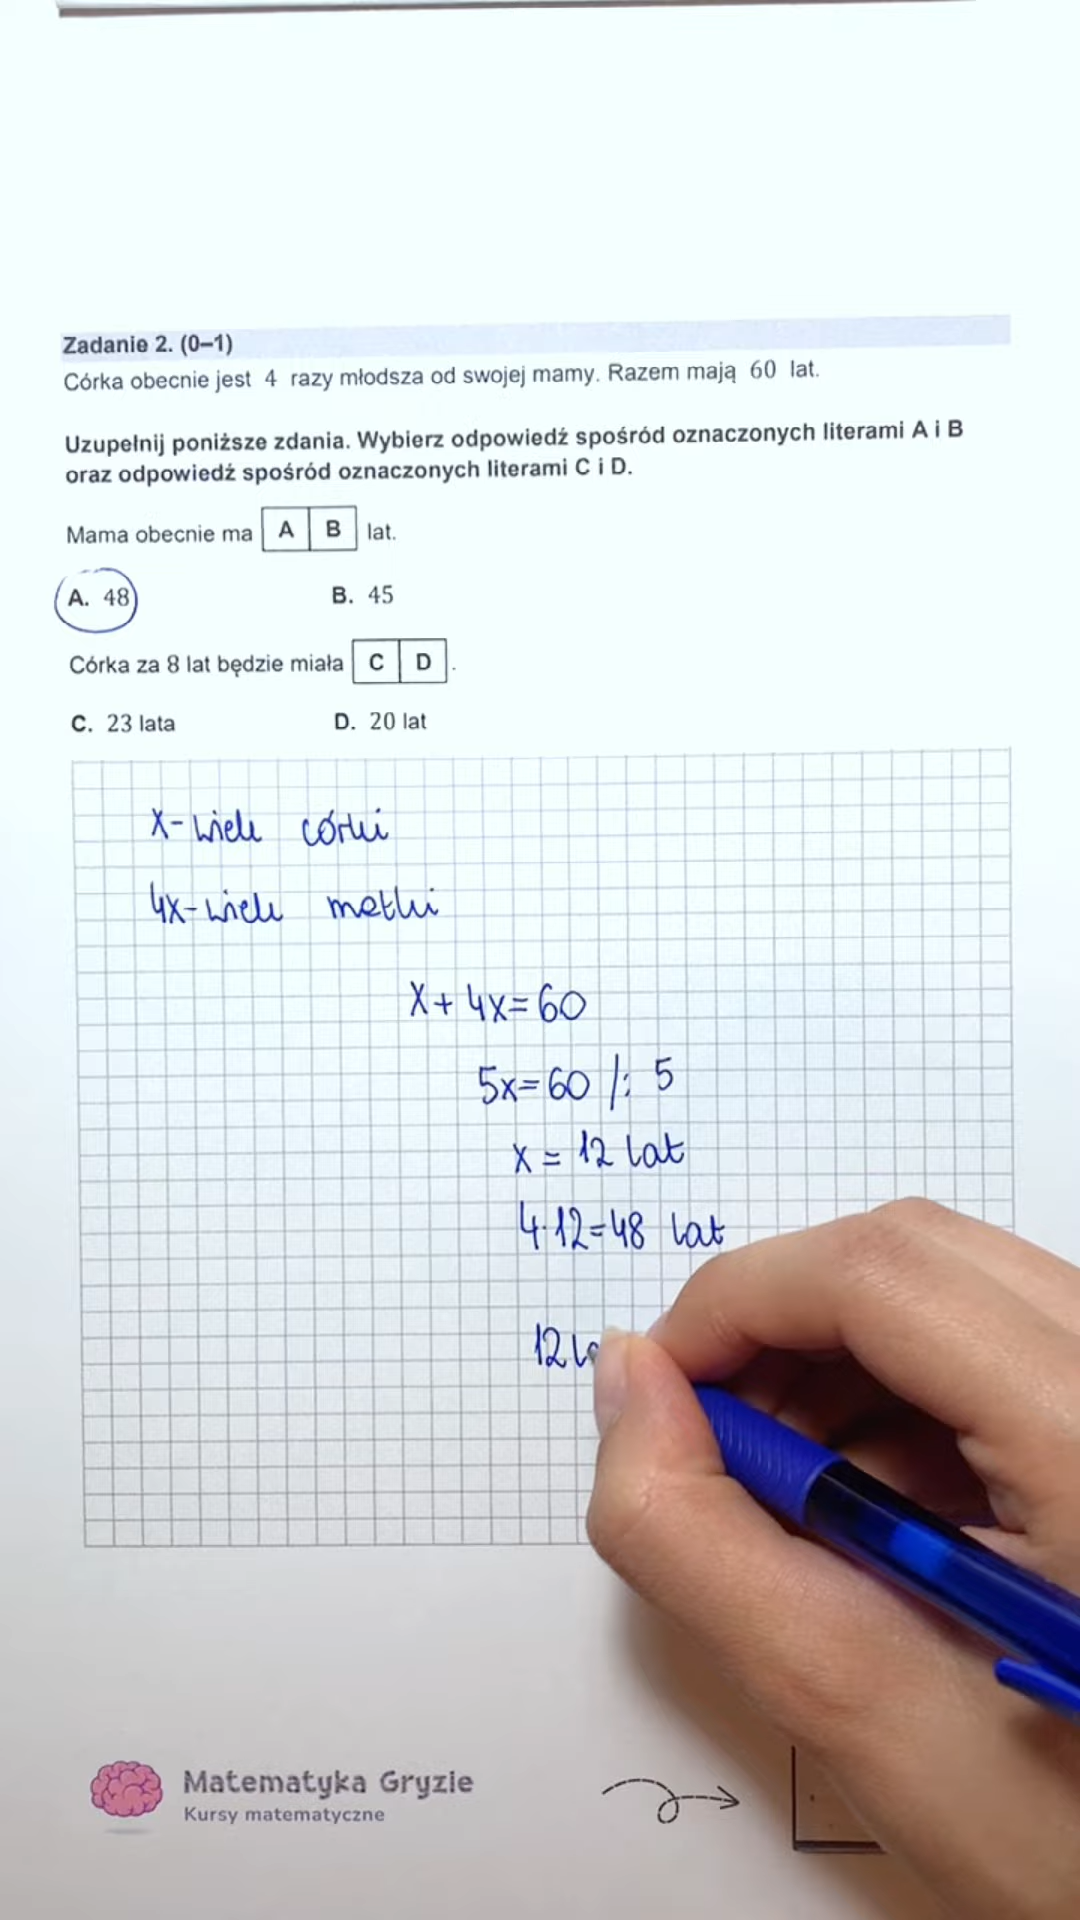 Zadanie 2. (0–1)
Córka obecnie jest 4 razy młodsza od swojej mamy. Razem mają 60 lat.
Uzupełnij poniższe zdania. Wybierz odpowiedź spośród oznaczonych literami A i B
oraz odpowiedź spośród oznaczonych literami C i D.
Mama obecnie ma A B lat.
A. 48 B. 45
Córka za 8 lat będzie miała C D .
C. 23 lata D. 20 lat
x- wiek córki
4x- wiek matki
x + 4x = 60
5x = 60 /: 5
x = 12 lat
4·12=48 lat
12
Matematyka Gryzie
Kursy matematyczne